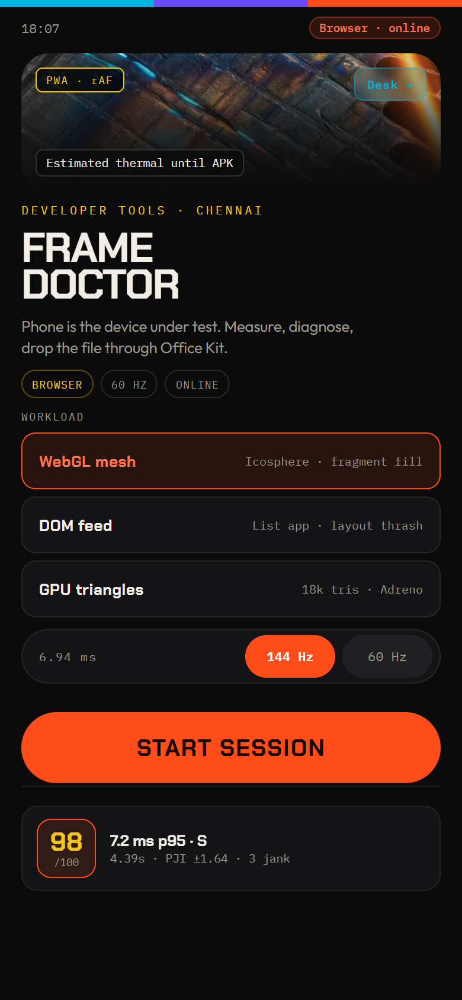 18:07
Browser · online
PWA · rAF
Desk →
Estimated thermal until APK
DEVELOPER TOOLS · CHENNAI
FRAME
DOCTOR
Phone is the device under test. Measure, diagnose,
drop the file through Office Kit.
BROWSER
60 HZ
ONLINE
WORKLOAD
WebGL mesh
Icosphere · fragment fill
DOM feed
List app · layout thrash
GPU triangles
18k tris · Adreno
6.94 ms
144 Hz
60 Hz
START SESSION
98
/100
7.2 ms p95 · S
4.39s · PJI ±1.64 · 3 jank